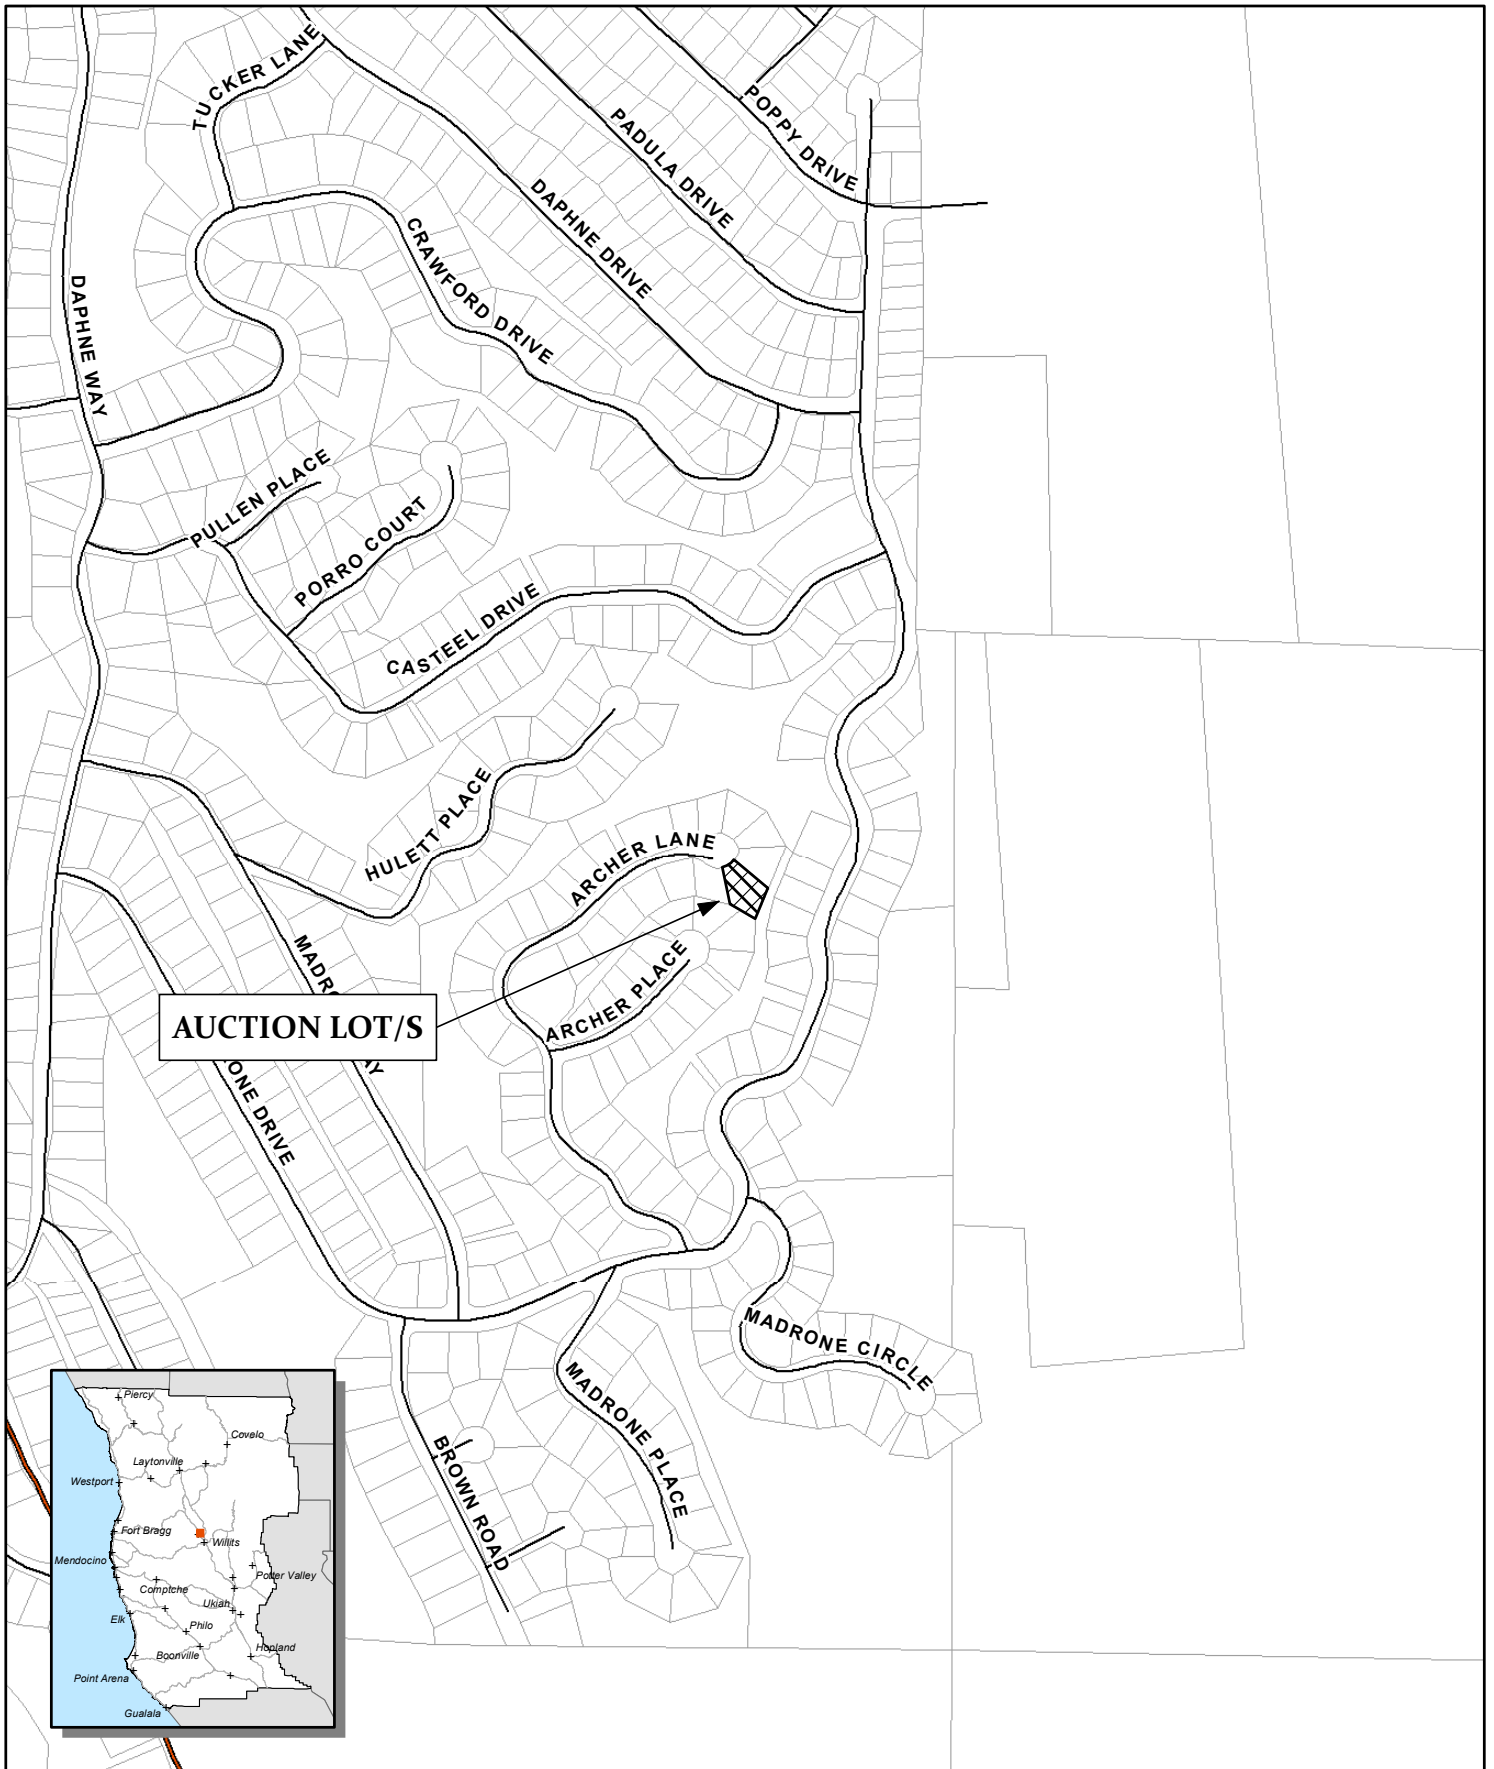 TUCKER LANE
POPPY DRIVE
PADULA DRIVE
DAPHNE DRIVE
CRAWFORD DRIVE
DAPHNE WAY
PULLEN PLACE
PORRO COURT
CASTEEL DRIVE
HULETT PLACE
ARCHER LANE
ARCHER PLACE
MADRO
AY
AUCTION LOT/S
ONE DRIVE
MADRONE CIRCLE
MADRONE PLACE
BROWN ROAD
Piercy
Covelo
Laytonville
Westport
Fort Bragg
Willits
Mendocino
Potter Valley
Comptche
Ukiah
Elk
Philo
Hopland
Boonville
Point Arena
Gualala